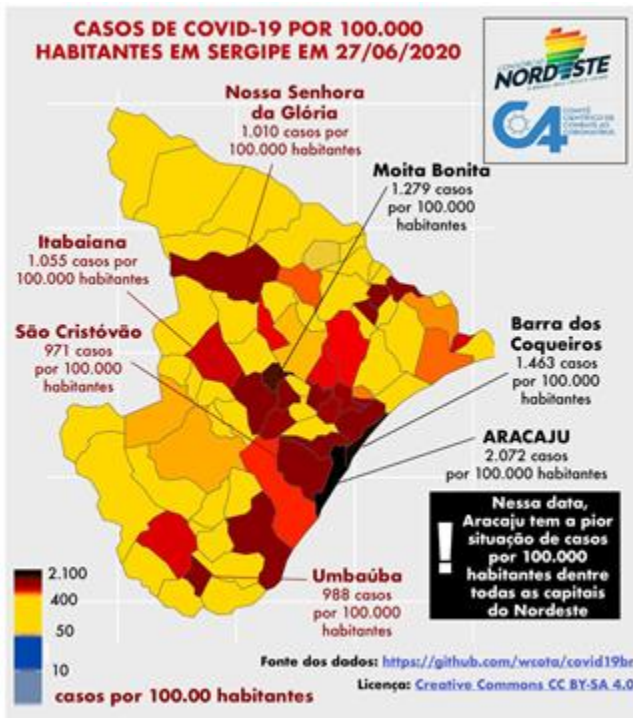 CASOS DE COVID-19 POR 100.000
HABITANTES EM SERGIPE EM 27/06/2020
CONSÓRCIO
NORDESTE
C4
COMITÊ
CIENTÍFICO DE
COMBATE AO
CORONAVÍRUS
Nossa Senhora
da Glória
1.010 casos por
100.000 habitantes
Moita Bonita
1.279 casos
por 100.000
habitantes
Itabaiana
1.055 casos por
100.000 habitantes
São Cristóvão
971 casos
por 100.000
habitantes
Barra dos
Coqueiros
1.463 casos
por 100.000
habitantes
ARACAJU
2.072 casos
por 100.000 habitantes
!
Nessa data,
Aracaju tem a pior
situação de casos
por 100.000
habitantes dentre
todas as capitais
do Nordeste
Umbaúba
988 casos
por 100.000
habitantes
2.100
400
50
10
casos por 100.00 habitantes
Fonte dos dados: https://github.com/wcota/covid19br
Licença: Creative Commons CC BY-SA 4.0